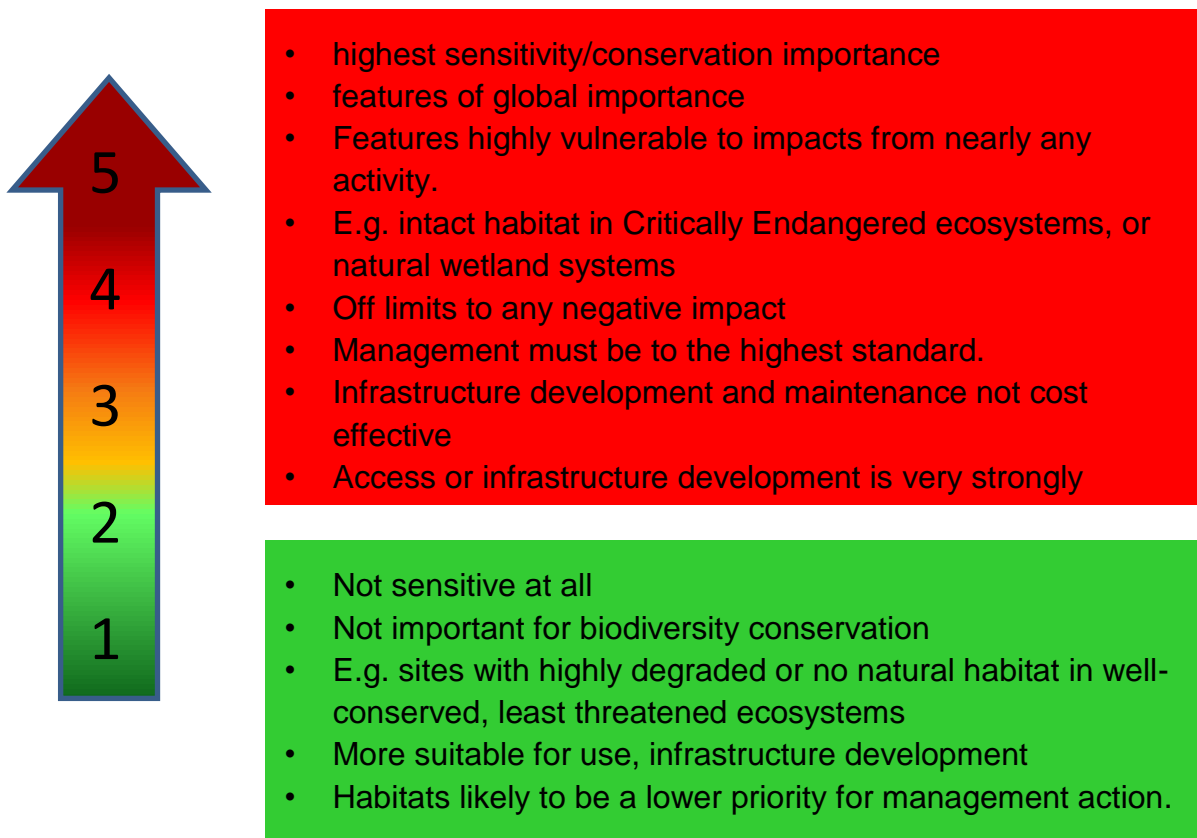 5
4
3
2
1
• highest sensitivity/conservation importance
• features of global importance
• Features highly vulnerable to impacts from nearly any
activity.
• E.g. intact habitat in Critically Endangered ecosystems, or
natural wetland systems
• Off limits to any negative impact
• Management must be to the highest standard.
• Infrastructure development and maintenance not cost
effective
• Access or infrastructure development is very strongly
• Not sensitive at all
• Not important for biodiversity conservation
• E.g. sites with highly degraded or no natural habitat in well-
conserved, least threatened ecosystems
• More suitable for use, infrastructure development
• Habitats likely to be a lower priority for management action.